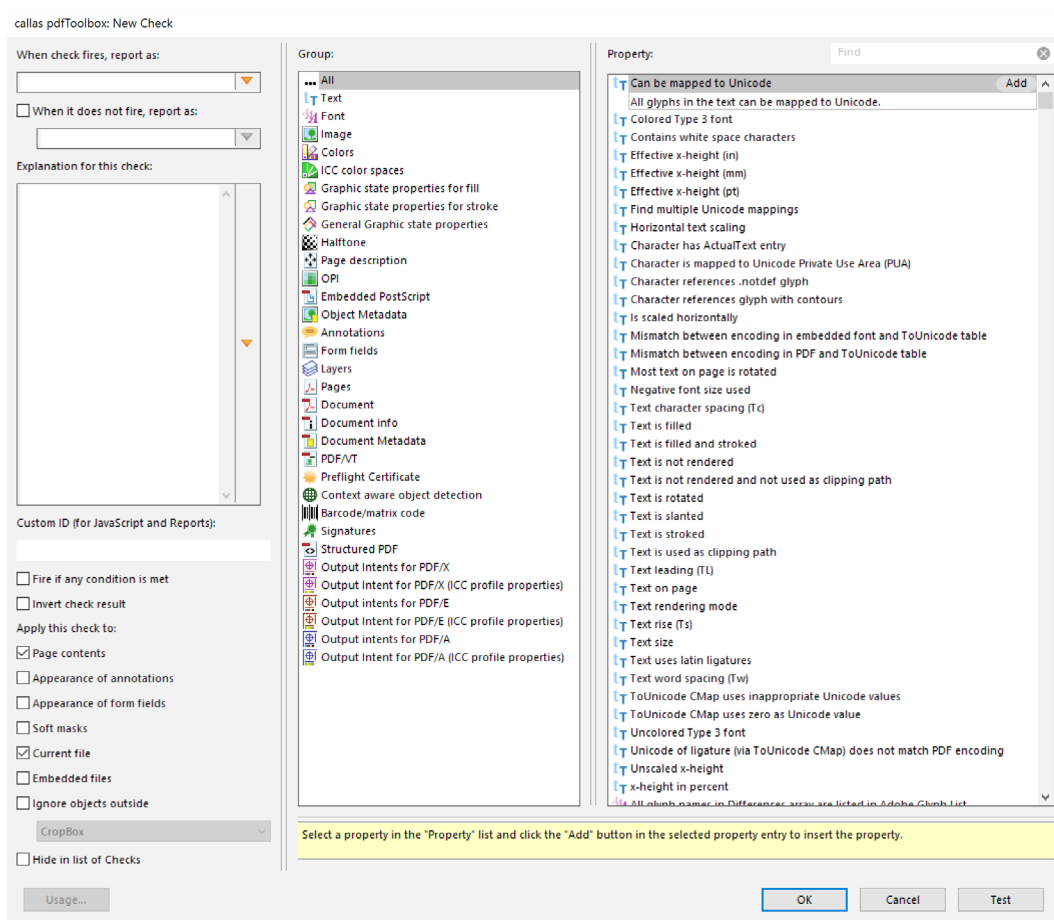 callas pdfToolbox: New Check
When check fires, report as:
When it does not fire, report as:
Explanation for this check:
Custom ID (for JavaScript and Reports):
Fire if any condition is met
Invert check result
Apply this check to:
Page contents
Appearance of annotations
Appearance of form fields
Soft masks
Current file
Embedded files
Ignore objects outside
CropBox
Hide in list of Checks
Usage...
Group:
All
Text
Font
Image
Colors
ICC color spaces
Graphic state properties for fill
Graphic state properties for stroke
General Graphic state properties
Halftone
Page description
OPI
Embedded PostScript
Object Metadata
Annotations
Form fields
Layers
Pages
Document
Document info
Document Metadata
PDF/VT
Preflight Certificate
Context aware object detection
Barcode/matrix code
Signatures
Structured PDF
Output Intents for PDF/X
Output Intent for PDF/X (ICC profile properties)
Output intents for PDF/E
Output Intent for PDF/E (ICC profile properties)
Output intents for PDF/A
Output Intent for PDF/A (ICC profile properties)
Property:
Find
Can be mapped to Unicode
Add
All glyphs in the text can be mapped to Unicode.
Colored Type 3 font
Contains white space characters
Effective x-height (in)
Effective x-height (mm)
Effective x-height (pt)
Find multiple Unicode mappings
Horizontal text scaling
Character has ActualText entry
Character is mapped to Unicode Private Use Area (PUA)
Character references .notdef glyph
Character references glyph with contours
Is scaled horizontally
Mismatch between encoding in embedded font and ToUnicode table
Mismatch between encoding in PDF and ToUnicode table
Most text on page is rotated
Negative font size used
Text character spacing (Tc)
Text is filled
Text is filled and stroked
Text is not rendered
Text is not rendered and not used as clipping path
Text is rotated
Text is slanted
Text is stroked
Text is used as clipping path
Text leading (TL)
Text on page
Text rendering mode
Text rise (Ts)
Text size
Text uses latin ligatures
Text word spacing (Tw)
ToUnicode CMap uses inappropriate Unicode values
ToUnicode CMap uses zero as Unicode value
Uncolored Type 3 font
Unicode of ligature (via ToUnicode CMap) does not match PDF encoding
Unscaled x-height
x-height in percent
All glyph names in Differences array are listed in Adobe Glyph List
Select a property in the "Property" list and click the "Add" button in the selected property entry to insert the property.
OK
Cancel
Test